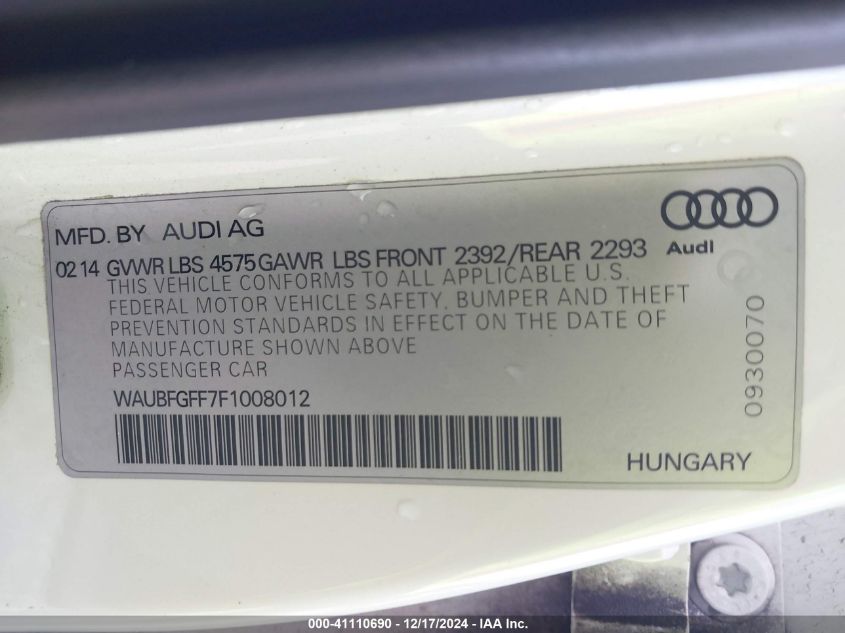 MFD. BY AUDI AG
Audi
02 14 GVWR LBS 4575 GAWR LBS FRONT 2392/REAR 2293
THIS VEHICLE CONFORMS TO ALL APPLICABLE U.S.
FEDERAL MOTOR VEHICLE SAFETY, BUMPER AND THEFT
PREVENTION STANDARDS IN EFFECT ON THE DATE OF
MANUFACTURE SHOWN ABOVE
PASSENGER CAR
WAUBFGFF7F1008012
HUNGARY
0930070
000-41110690 - 12/17/2024 - IAA Inc.